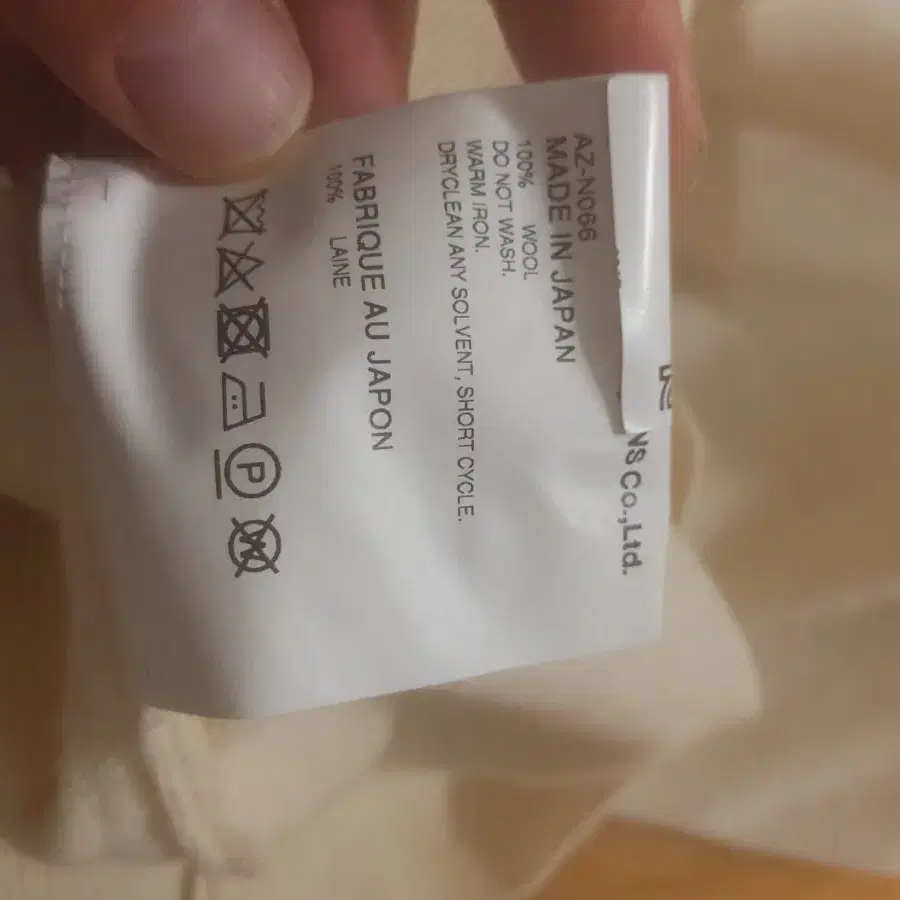 NS Co.,Ltd.
AZ-N066
MADE IN JAPAN
100% WOOL
DO NOT WASH.
WARM IRON.
DRYCLEAN ANY SOLVENT, SHORT CYCLE.
FABRIQUE AU JAPON
100% LAINE
P
W